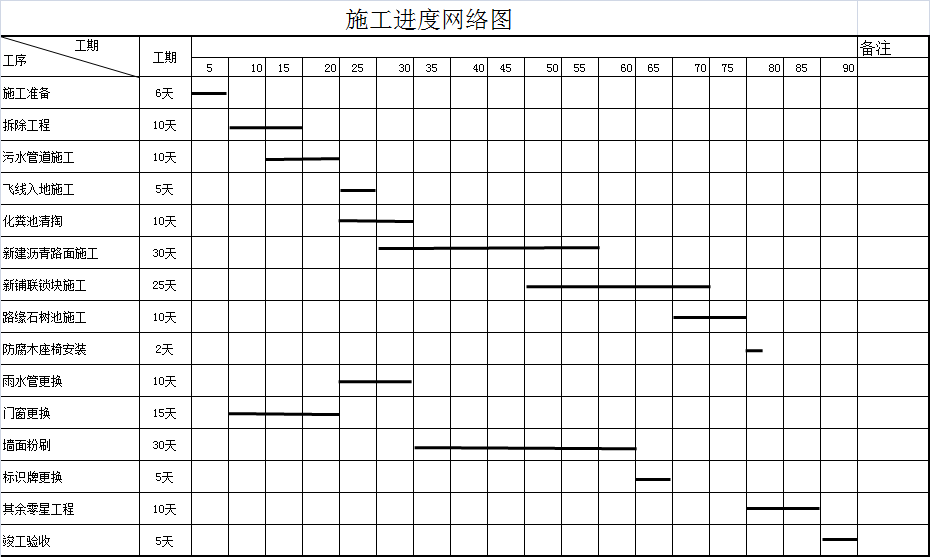 施工进度网络图
工期
工序
工期
备注
5 10 15 20 25 30 35 40 45 50 55 60 65 70 75 80 85 90
施工准备 6天
拆除工程 10天
污水管道施工 10天
飞线入地施工 5天
化粪池清掏 10天
新建沥青路面施工 30天
新铺联锁块施工 25天
路缘石树池施工 10天
防腐木座椅安装 2天
雨水管更换 10天
门窗更换 15天
墙面粉刷 30天
标识牌更换 5天
其余零星工程 10天
竣工验收 5天